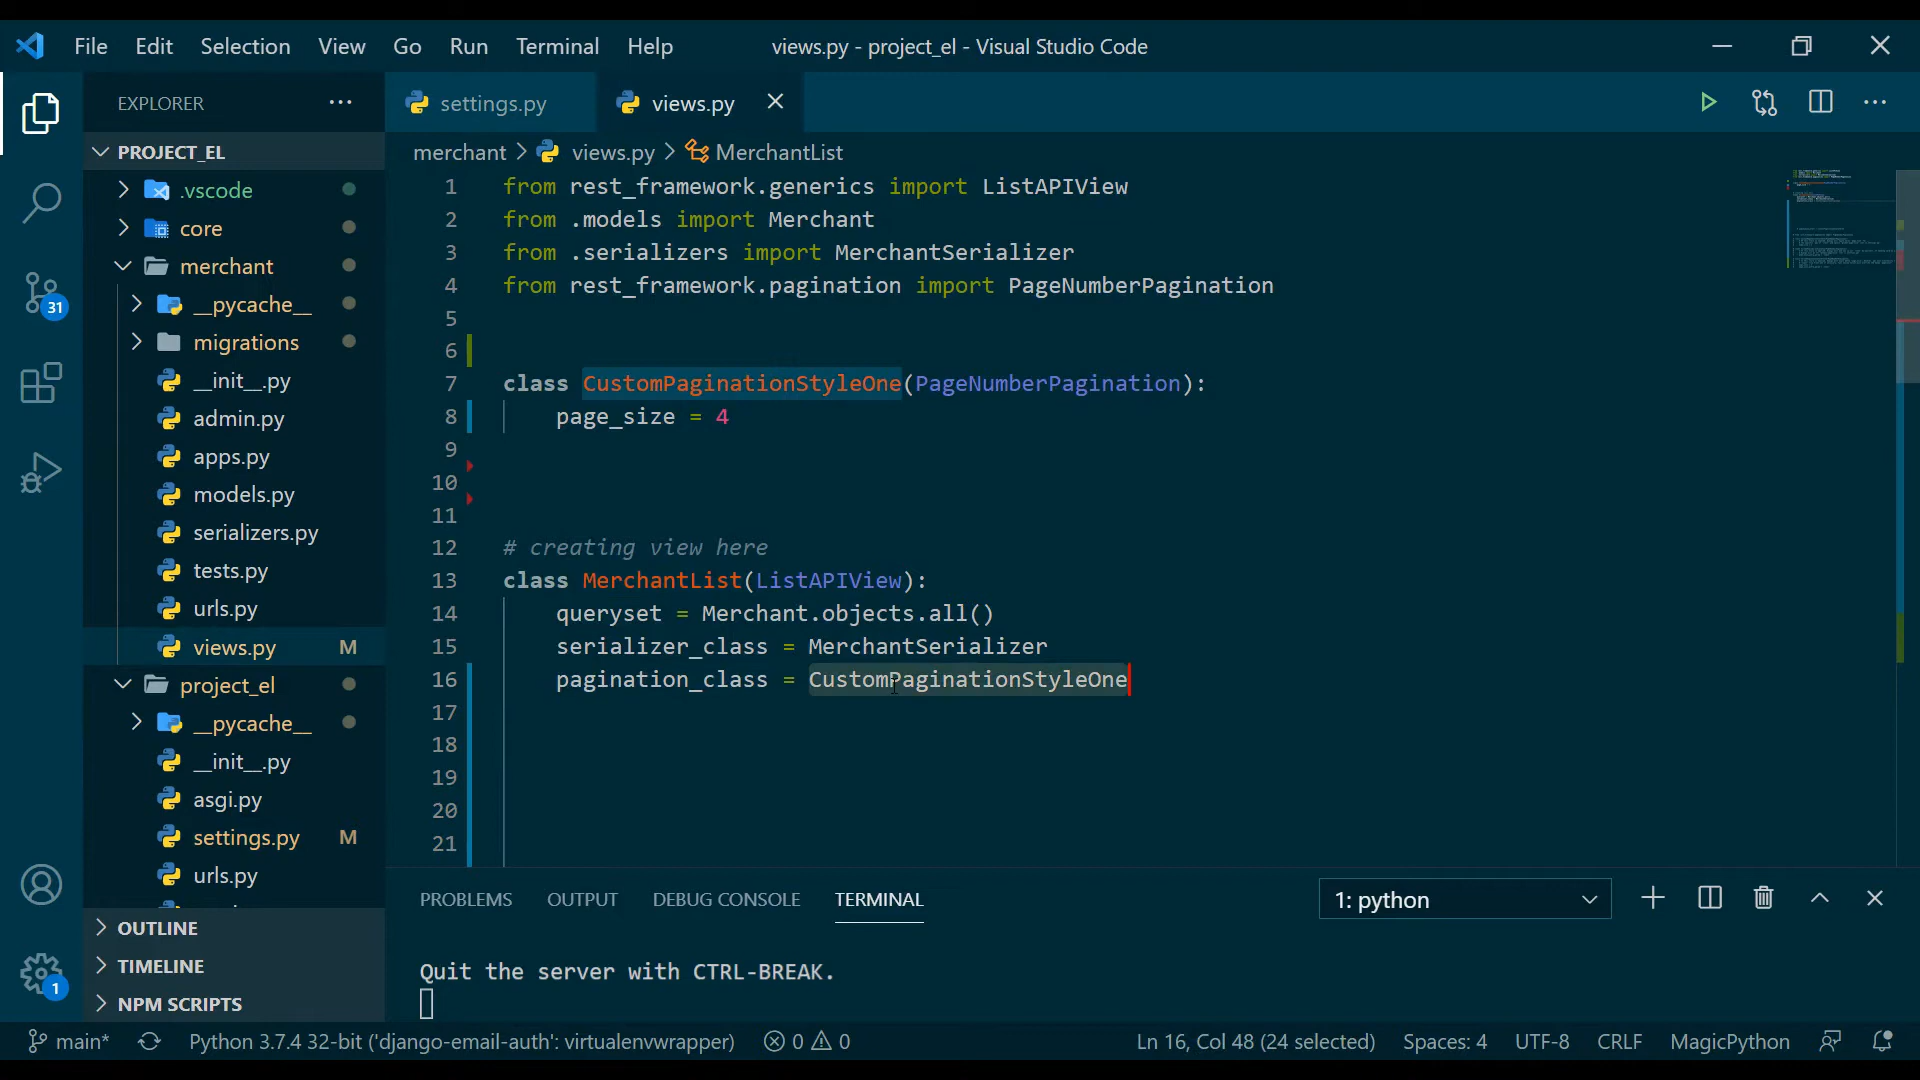 File Edit Selection View Go Run Terminal Help
views.py - project_el - Visual Studio Code
EXPLORER
PROJECT_EL
.vscode
core
merchant
__pycache__
migrations
__init__.py
admin.py
apps.py
models.py
serializers.py
tests.py
urls.py
views.py M
project_el
__pycache__
__init__.py
asgi.py
settings.py M
urls.py
OUTLINE
TIMELINE
NPM SCRIPTS
31
1
settings.py views.py
merchant > views.py > MerchantList
1 from rest_framework.generics import ListAPIView
2 from .models import Merchant
3 from .serializers import MerchantSerializer
4 from rest_framework.pagination import PageNumberPagination
5
6
7 class CustomPaginationStyleOne(PageNumberPagination):
8 page_size = 4
9
10
11
12 # creating view here
13 class MerchantList(ListAPIView):
14 queryset = Merchant.objects.all()
15 serializer_class = MerchantSerializer
16 pagination_class = CustomPaginationStyleOne
17
18
19
20
21
PROBLEMS OUTPUT DEBUG CONSOLE TERMINAL
1: python
Quit the server with CTRL-BREAK.
main* Python 3.7.4 32-bit ('django-email-auth': virtualenvwrapper) 0 0
Ln 16, Col 48 (24 selected) Spaces: 4 UTF-8 CRLF MagicPython